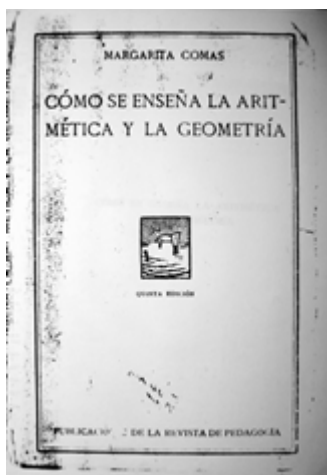 MARGARITA COMAS
CÓMO SE ENSEÑA LA ARIT-
MÉTICA Y LA GEOMETRÍA
QUINTA EDICIÓN
DE LA REVISTA DE PEDAGOGÍA